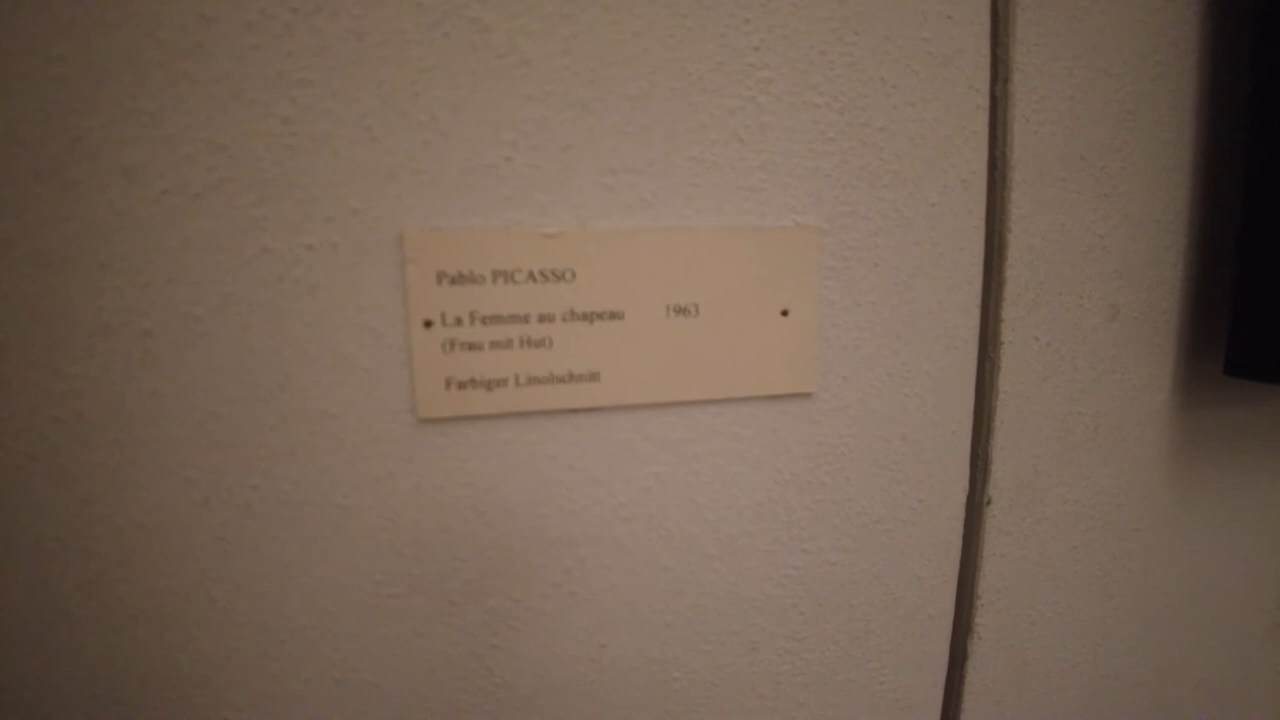 Pablo PICASSO
La Femme au chapeau 1963
(Frau mit Hut)
Farbiger Linolschnitt